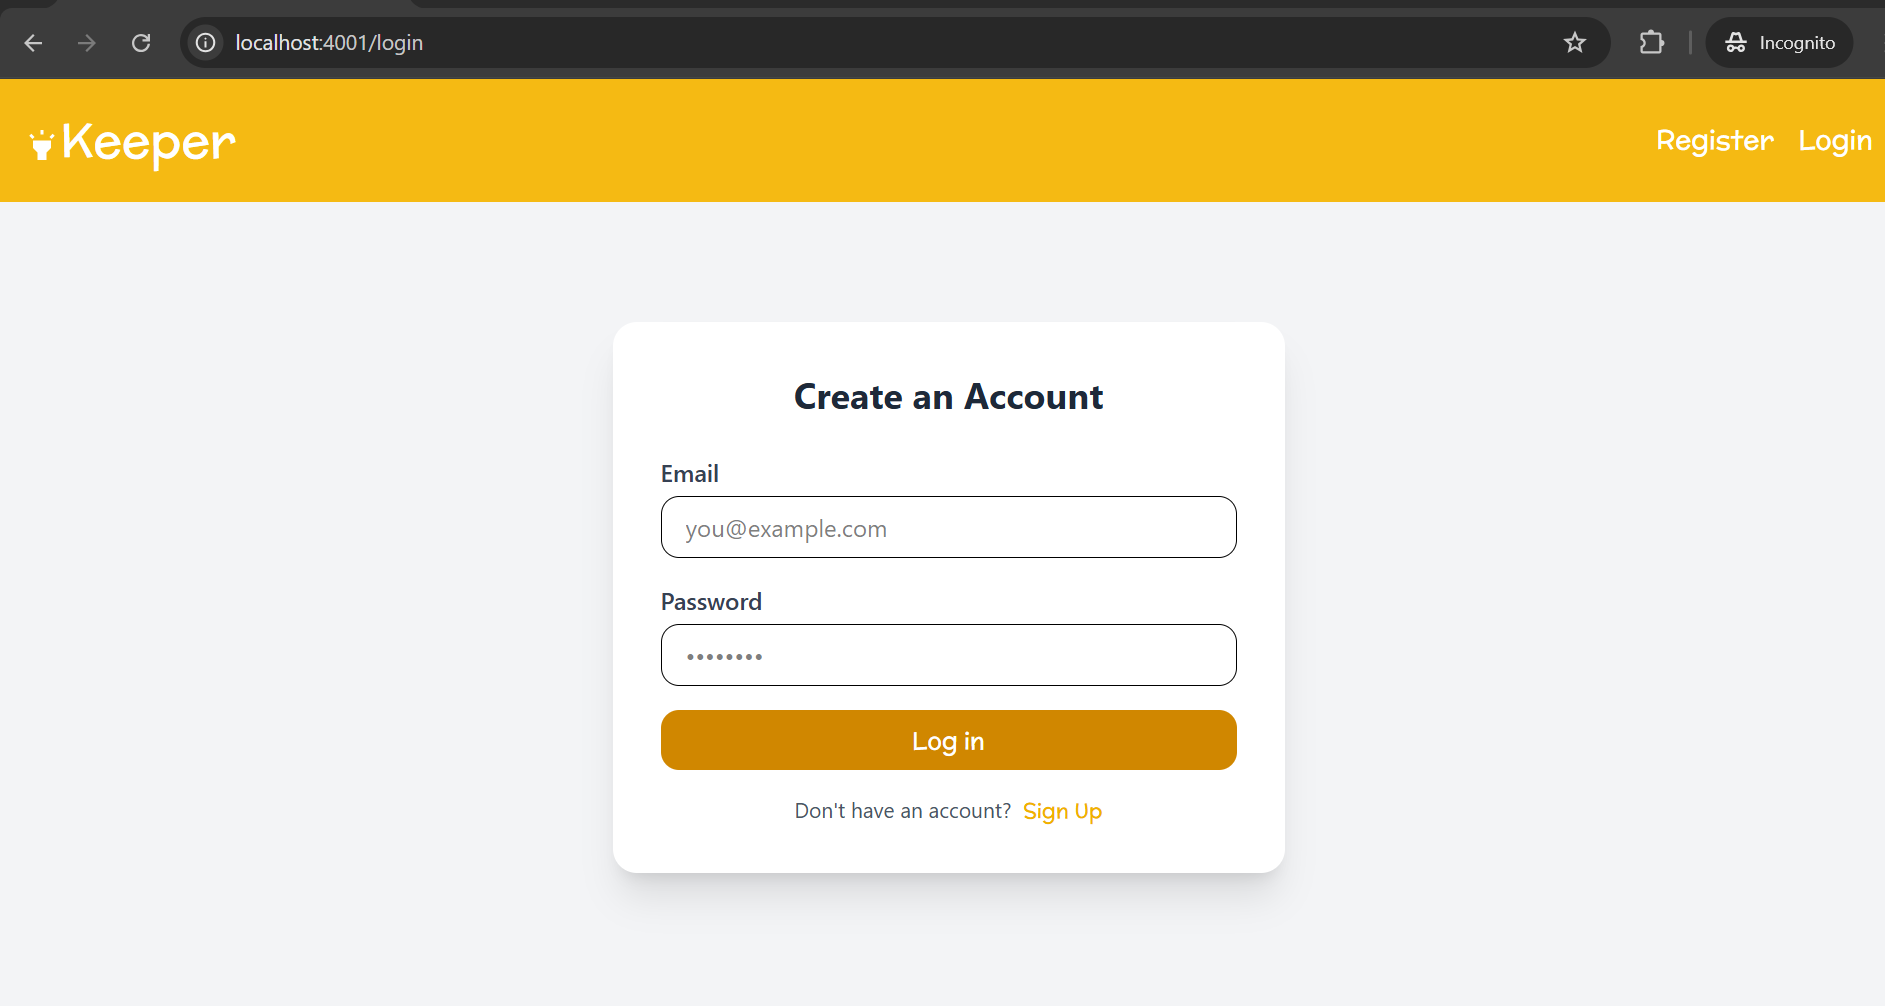 localhost:4001/login
Incognito
Keeper
Register Login
Create an Account
Email
you@example.com
Password
••••••••
Log in
Don't have an account? Sign Up